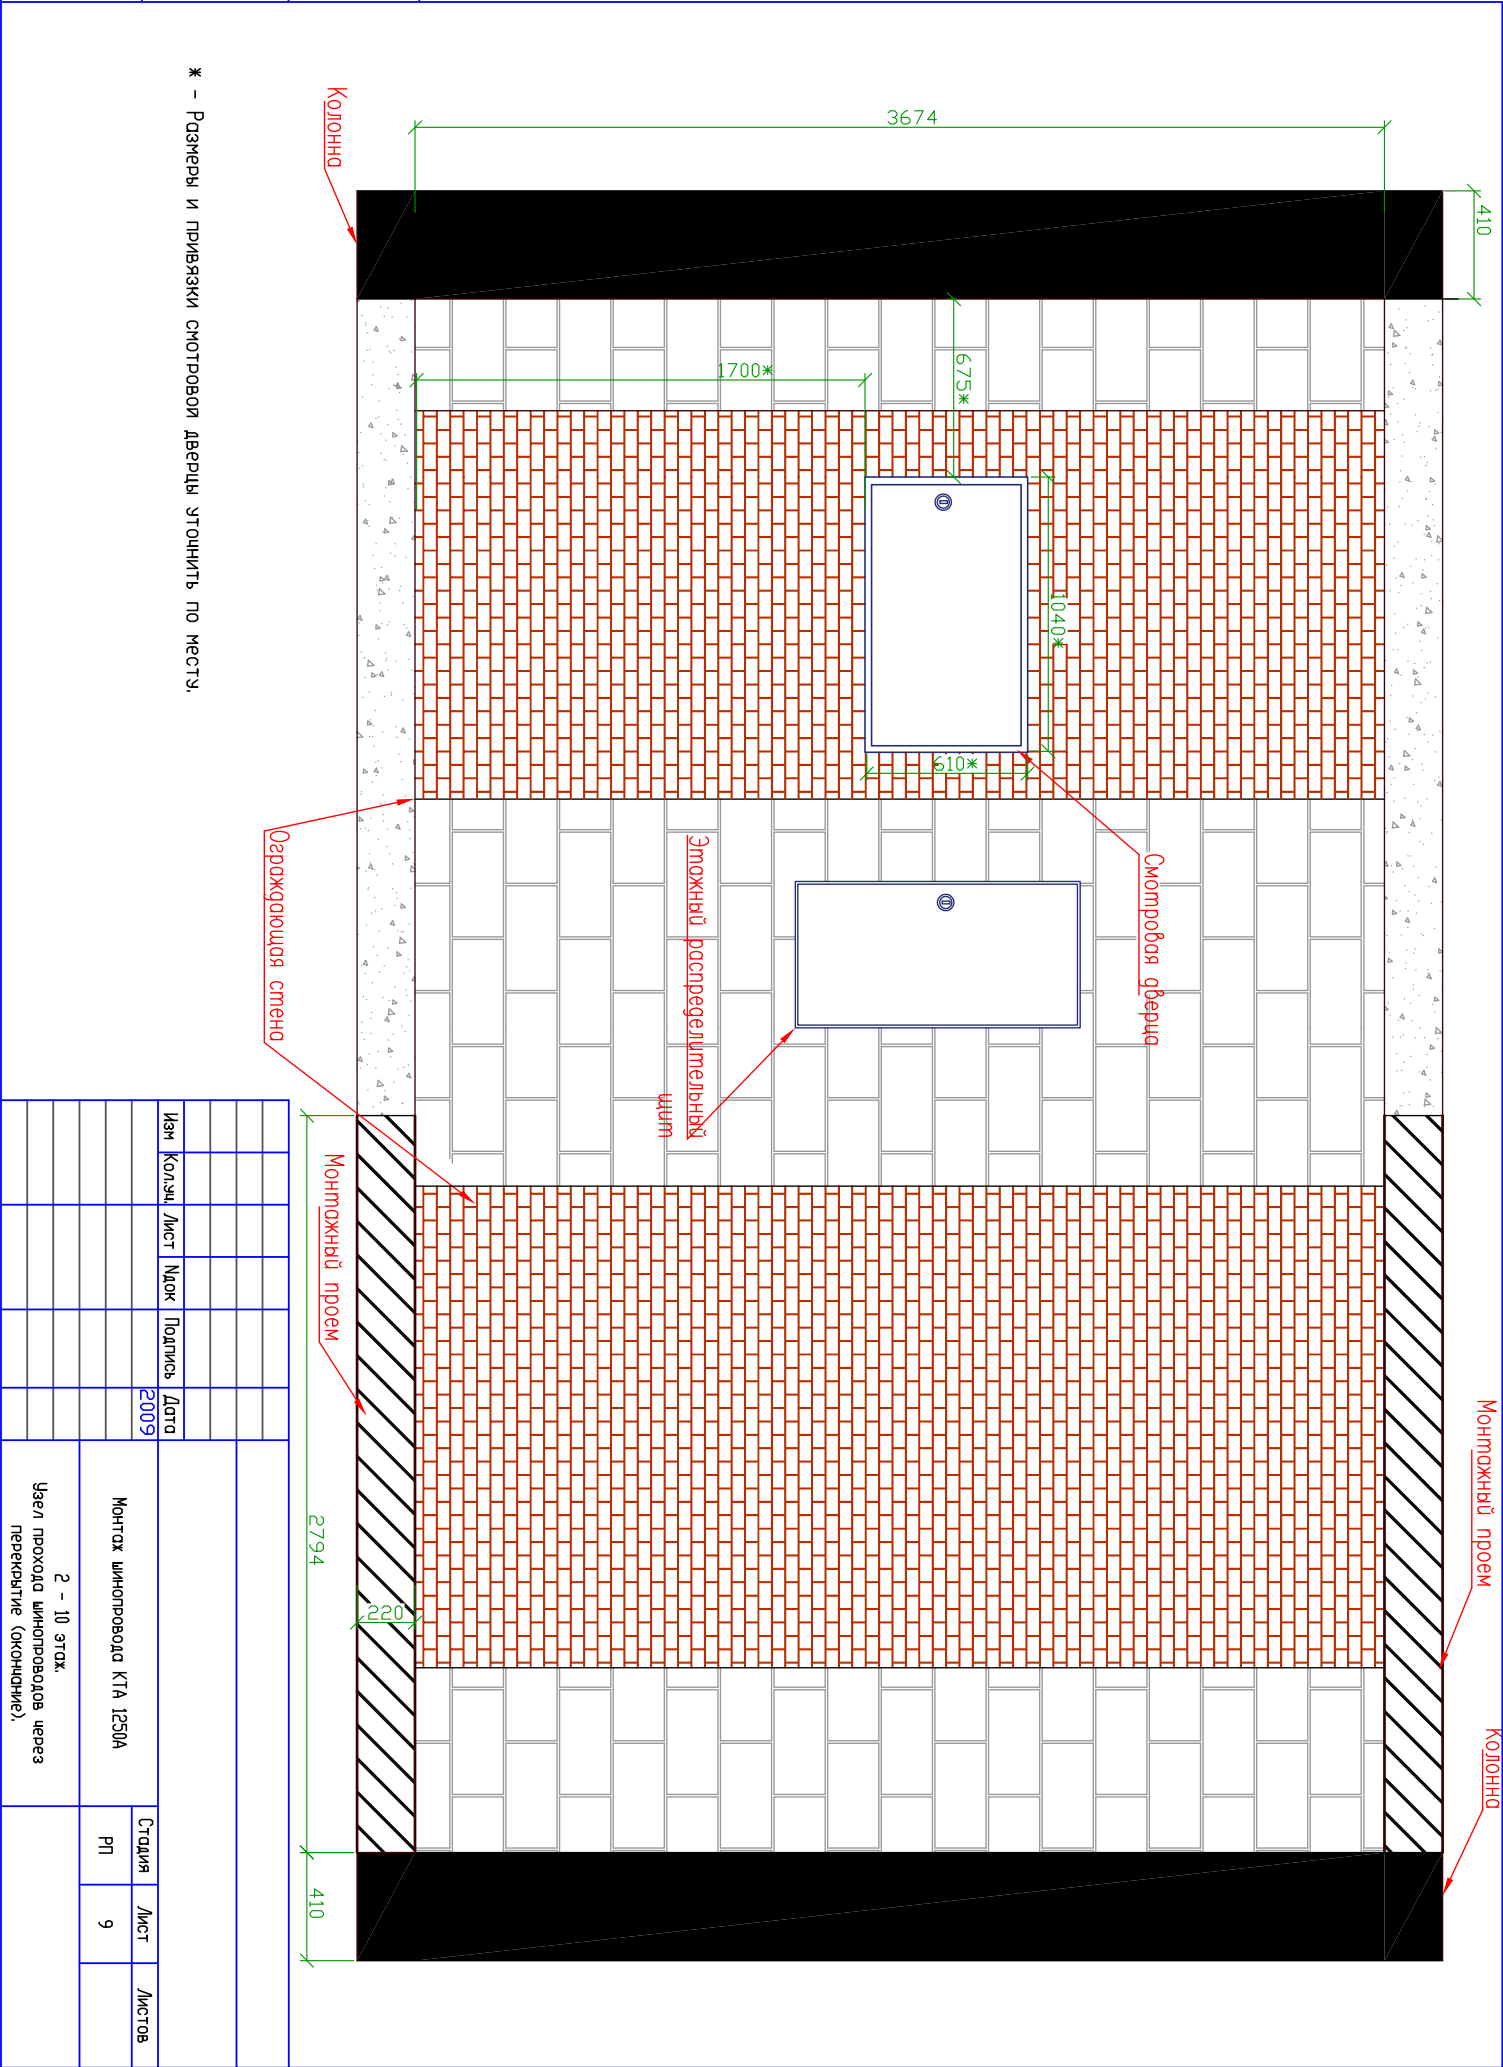 Монтажный проем
Колонна
410
3674
675*
1700*
1040*
610*
Смотровая дверца
Этажный распределительный
щит
Колонна
Ограждающая стена
Монтажный проем
220
2794
410
* - Размеры и привязки смотровой дверцы уточнить по месту.
Изм Кол.уч. Лист Nдок Подпись Дата
2009
Монтаж шинопровода КТА 1250А
Стадия Лист Листов
РП 9
2 - 10 этаж.
Узел прохода шинопроводов через
перекрытие (окончание).